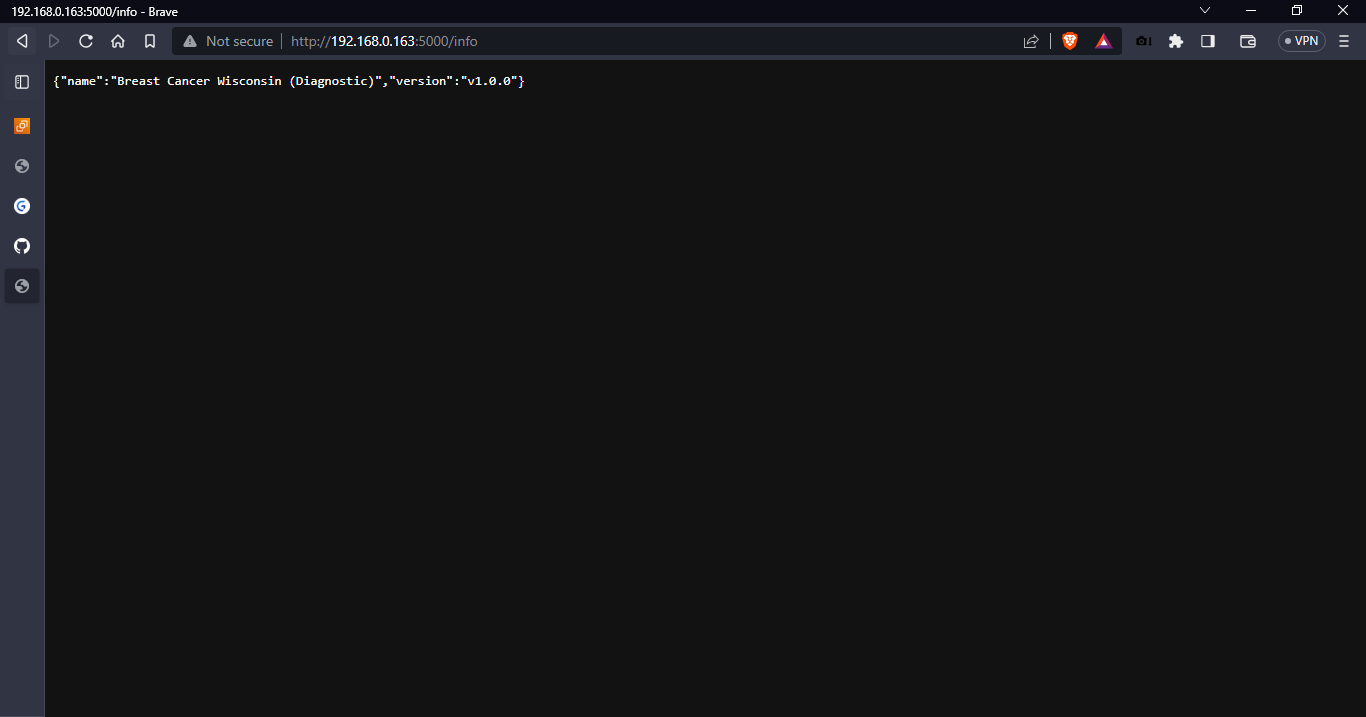 192.168.0.163:5000/info - Brave
Not secure http://192.168.0.163:5000/info
VPN
{"name":"Breast Cancer Wisconsin (Diagnostic)","version":"v1.0.0"}